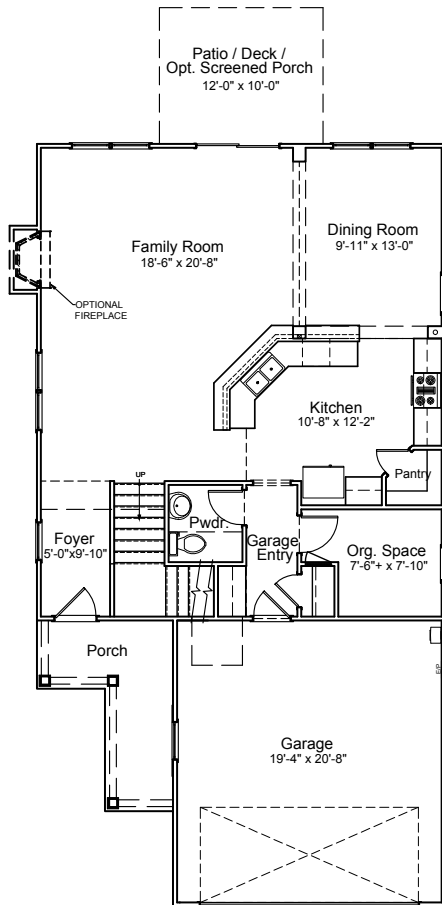 Patio / Deck /
Opt. Screened Porch
12'-0" x 10'-0"
Family Room
18'-6" x 20'-8"
Dining Room
9'-11" x 13'-0"
OPTIONAL
FIREPLACE
Kitchen
10'-8" x 12'-2"
Pantry
UP
Pwdr.
Foyer
5'-0"x9'-10"
Garage
Entry
Org. Space
7'-6"+ x 7'-10"
Porch
E/P
Garage
19'-4" x 20'-8"